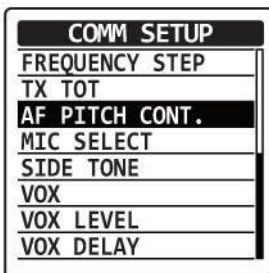 COMM SETUP
FREQUENCY STEP
TX TOT
AF PITCH CONT.
MIC SELECT
SIDE TONE
VOX
VOX LEVEL
VOX DELAY